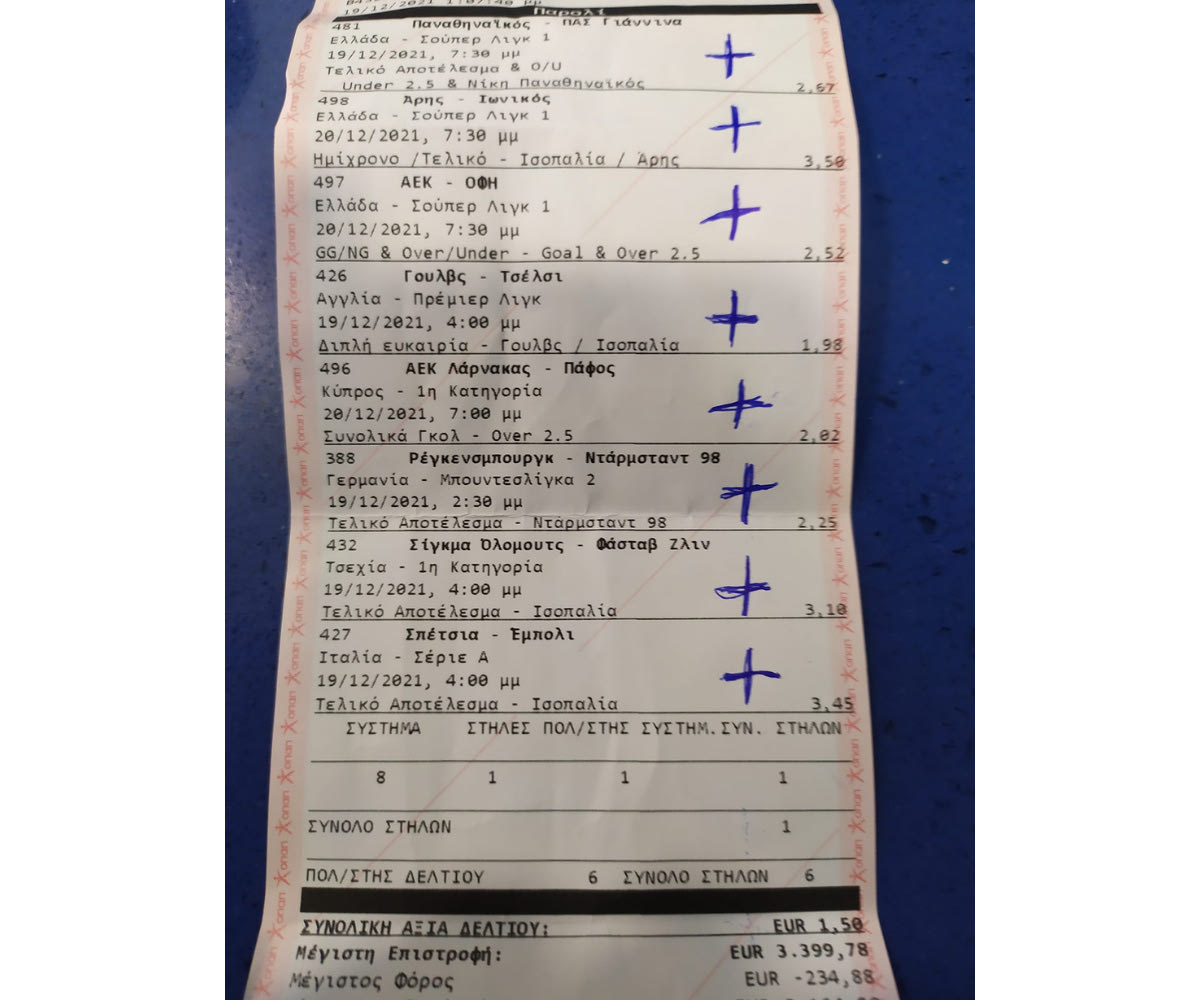 19/12/2021 1:07:40 μμ
Παρολί
481 Παναθηναϊκός - ΠΑΣ Γιάννινα
Ελλάδα - Σούπερ Λιγκ 1
19/12/2021, 7:30 μμ
Τελικό Αποτέλεσμα & O/U
Under 2.5 & Νίκη Παναθηναϊκός 2,67
498 Άρης - Ιωνικός
Ελλάδα - Σούπερ Λιγκ 1
20/12/2021, 7:30 μμ
Ημίχρονο /Τελικό - Ισοπαλία / Άρης 3,50
497 ΑΕΚ - ΟΦΗ
Ελλάδα - Σούπερ Λιγκ 1
20/12/2021, 7:30 μμ
GG/NG & Over/Under - Goal & Over 2.5 2,52
426 Γουλβς - Τσέλσι
Αγγλία - Πρέμιερ Λιγκ
19/12/2021, 4:00 μμ
Διπλή ευκαιρία - Γουλβς / Ισοπαλία 1,98
496 ΑΕΚ Λάρνακας - Πάφος
Κύπρος - 1η Κατηγορία
20/12/2021, 7:00 μμ
Συνολικά Γκολ - Over 2.5 2,02
388 Ρέγκενσμπουργκ - Ντάρμσταντ 98
Γερμανία - Μπουντεσλίγκα 2
19/12/2021, 2:30 μμ
Τελικό Αποτέλεσμα - Ντάρμσταντ 98 2,25
432 Σίγκμα Όλομουτς - Φάσταβ Ζλιν
Τσεχία - 1η Κατηγορία
19/12/2021, 4:00 μμ
Τελικό Αποτέλεσμα - Ισοπαλία 3,10
427 Σπέτσια - Έμπολι
Ιταλία - Σέριε Α
19/12/2021, 4:00 μμ
Τελικό Αποτέλεσμα - Ισοπαλία 3,45
ΣΥΣΤΗΜΑ ΣΤΗΛΕΣ ΠΟΛ/ΣΤΗΣ ΣΥΣΤΗΜ. ΣΥΝ. ΣΤΗΛΩΝ
8 1 1 1
ΣΥΝΟΛΟ ΣΤΗΛΩΝ 1
ΠΟΛ/ΣΤΗΣ ΔΕΛΤΙΟΥ 6 ΣΥΝΟΛΟ ΣΤΗΛΩΝ 6
ΣΥΝΟΛΙΚΗ ΑΞΙΑ ΔΕΛΤΙΟΥ: EUR 1,50
Μέγιστη Επιστροφή: EUR 3.399,78
Μέγιστος Φόρος EUR -234,88